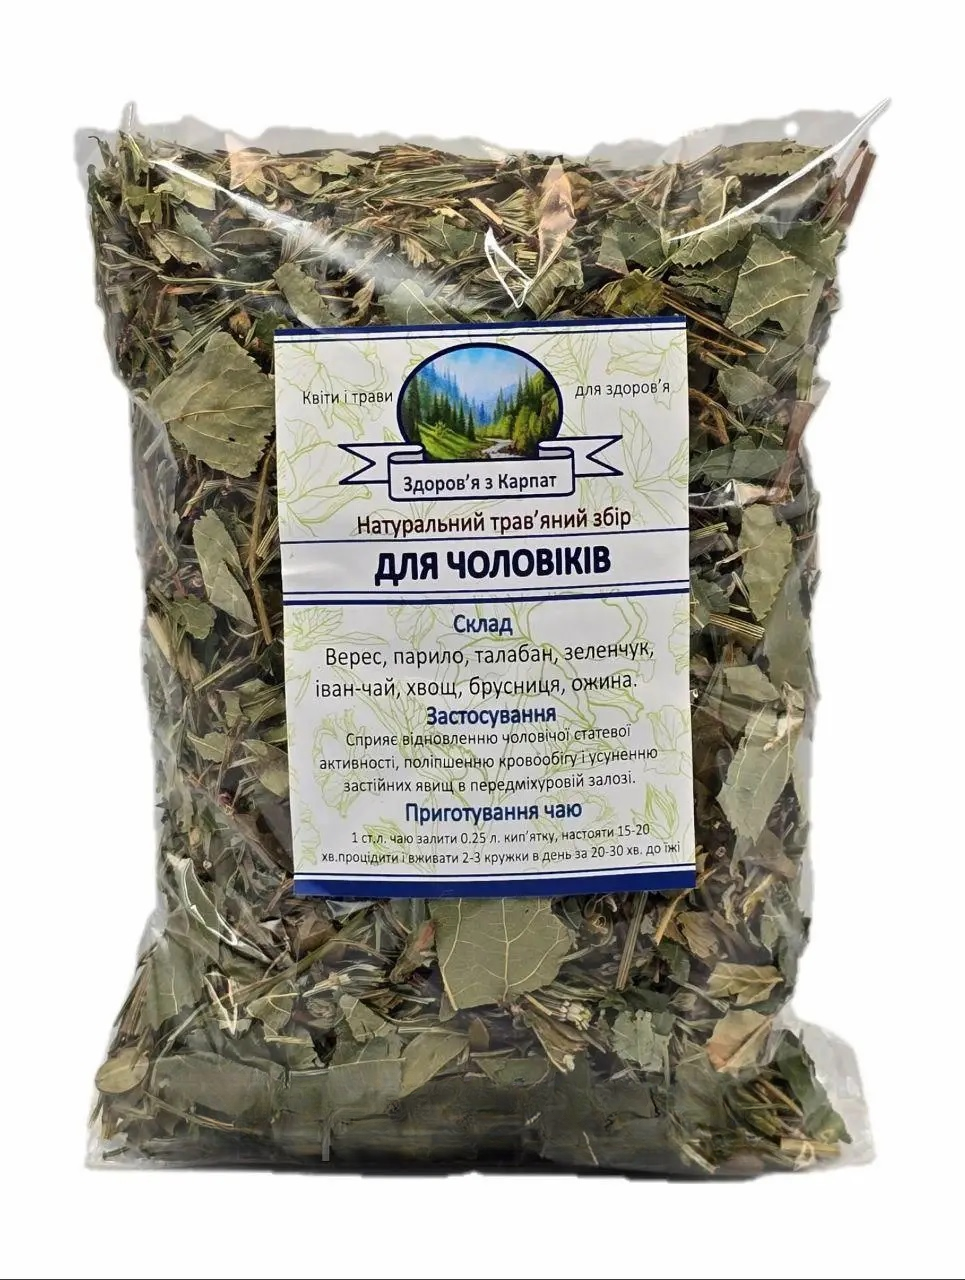 Квіти і трави для здоров'я
Здоров'я з Карпат
Натуральний трав'яний збір
ДЛЯ ЧОЛОВІКІВ
Склад
Верес, парило, талабан, зеленчук,
іван-чай, хвощ, брусниця, ожина.
Застосування
Сприяє відновленню чоловічої статевої
активності, поліпшенню кровообігу і усуненню
застійних явищ в передміхуровій залозі.
Приготування чаю
1 ст.л. чаю залити 0.25 л. кип'ятку, настояти 15-20
хв.процідити і вживати 2-3 кружки в день за 20-30 хв. до їжі